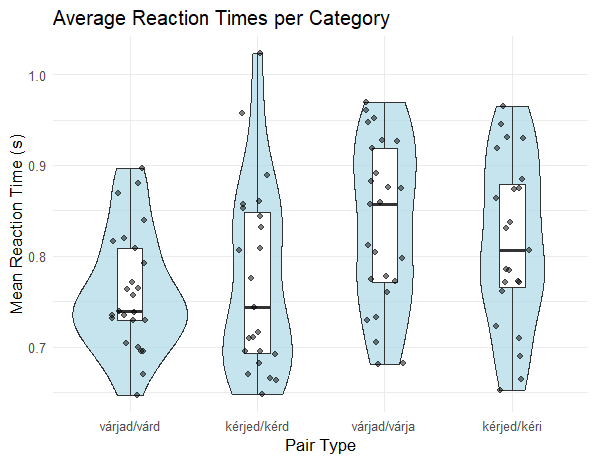 Average Reaction Times per Category
Mean Reaction Time (s)
1.0
0.9
0.8
0.7
várjad/várd
kérjed/kérd
várjad/várja
kérjed/kéri
Pair Type